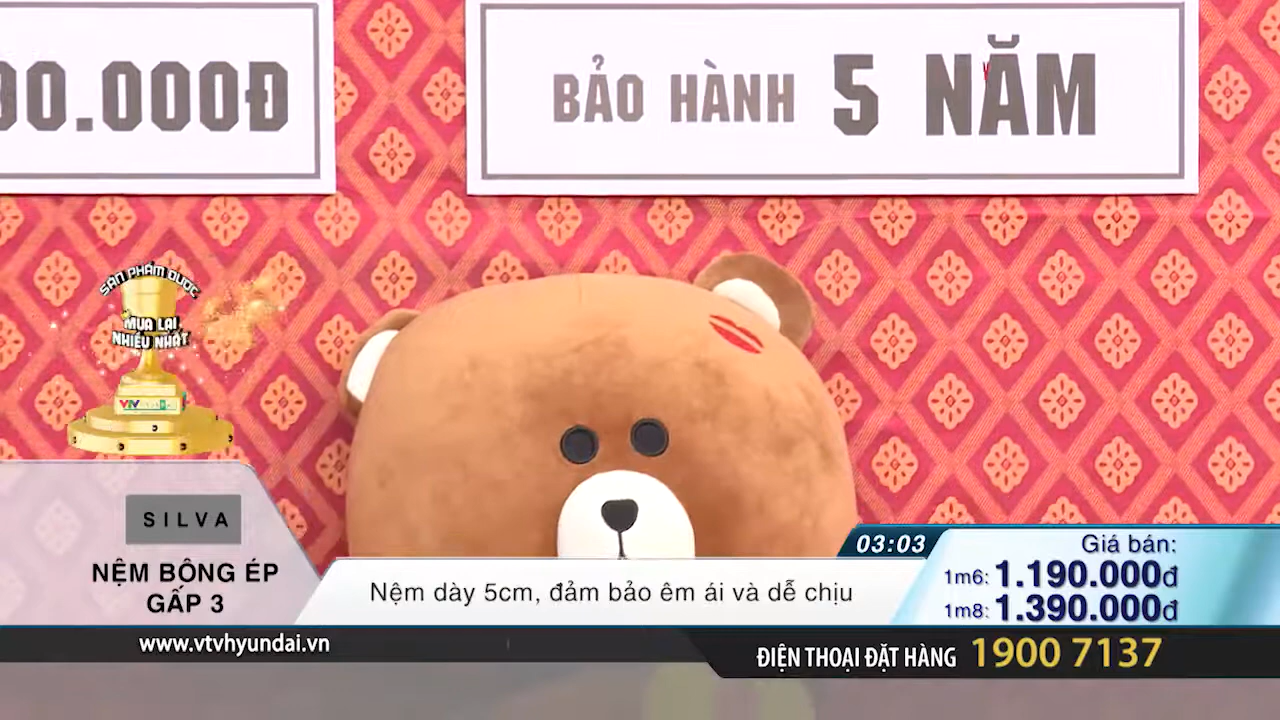 00.000Đ
BẢO HÀNH 5 NĂM
SẢN PHẨM ĐƯỢC
MUA LẠI
NHIỀU NHẤT
VTV
SILVA
NỆM BÔNG ÉP
GẤP 3
Nệm dày 5cm, đảm bảo êm ái và dễ chịu
03:03
Giá bán:
1m6: 1.190.000đ
1m8: 1.390.000đ
www.vtvhyundai.vn
ĐIỆN THOẠI ĐẶT HÀNG 1900 7137